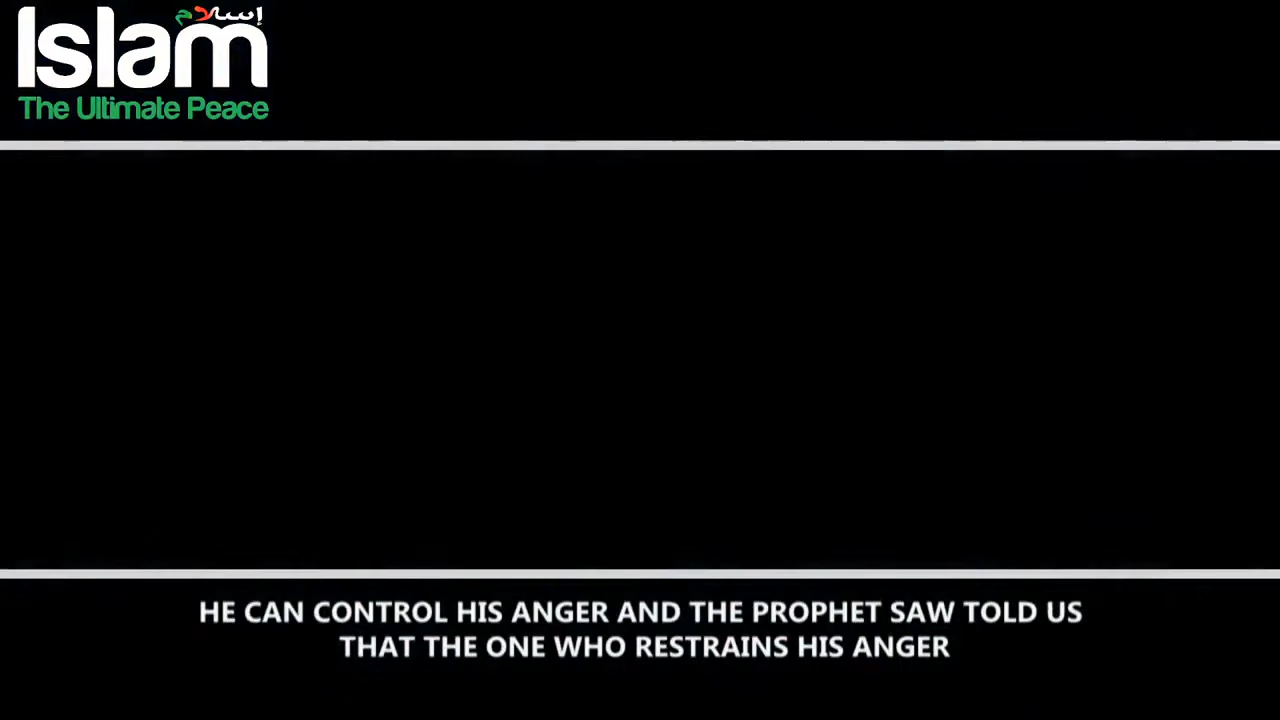 إسلام
Islam
The Ultimate Peace
HE CAN CONTROL HIS ANGER AND THE PROPHET SAW TOLD US
THAT THE ONE WHO RESTRAINS HIS ANGER